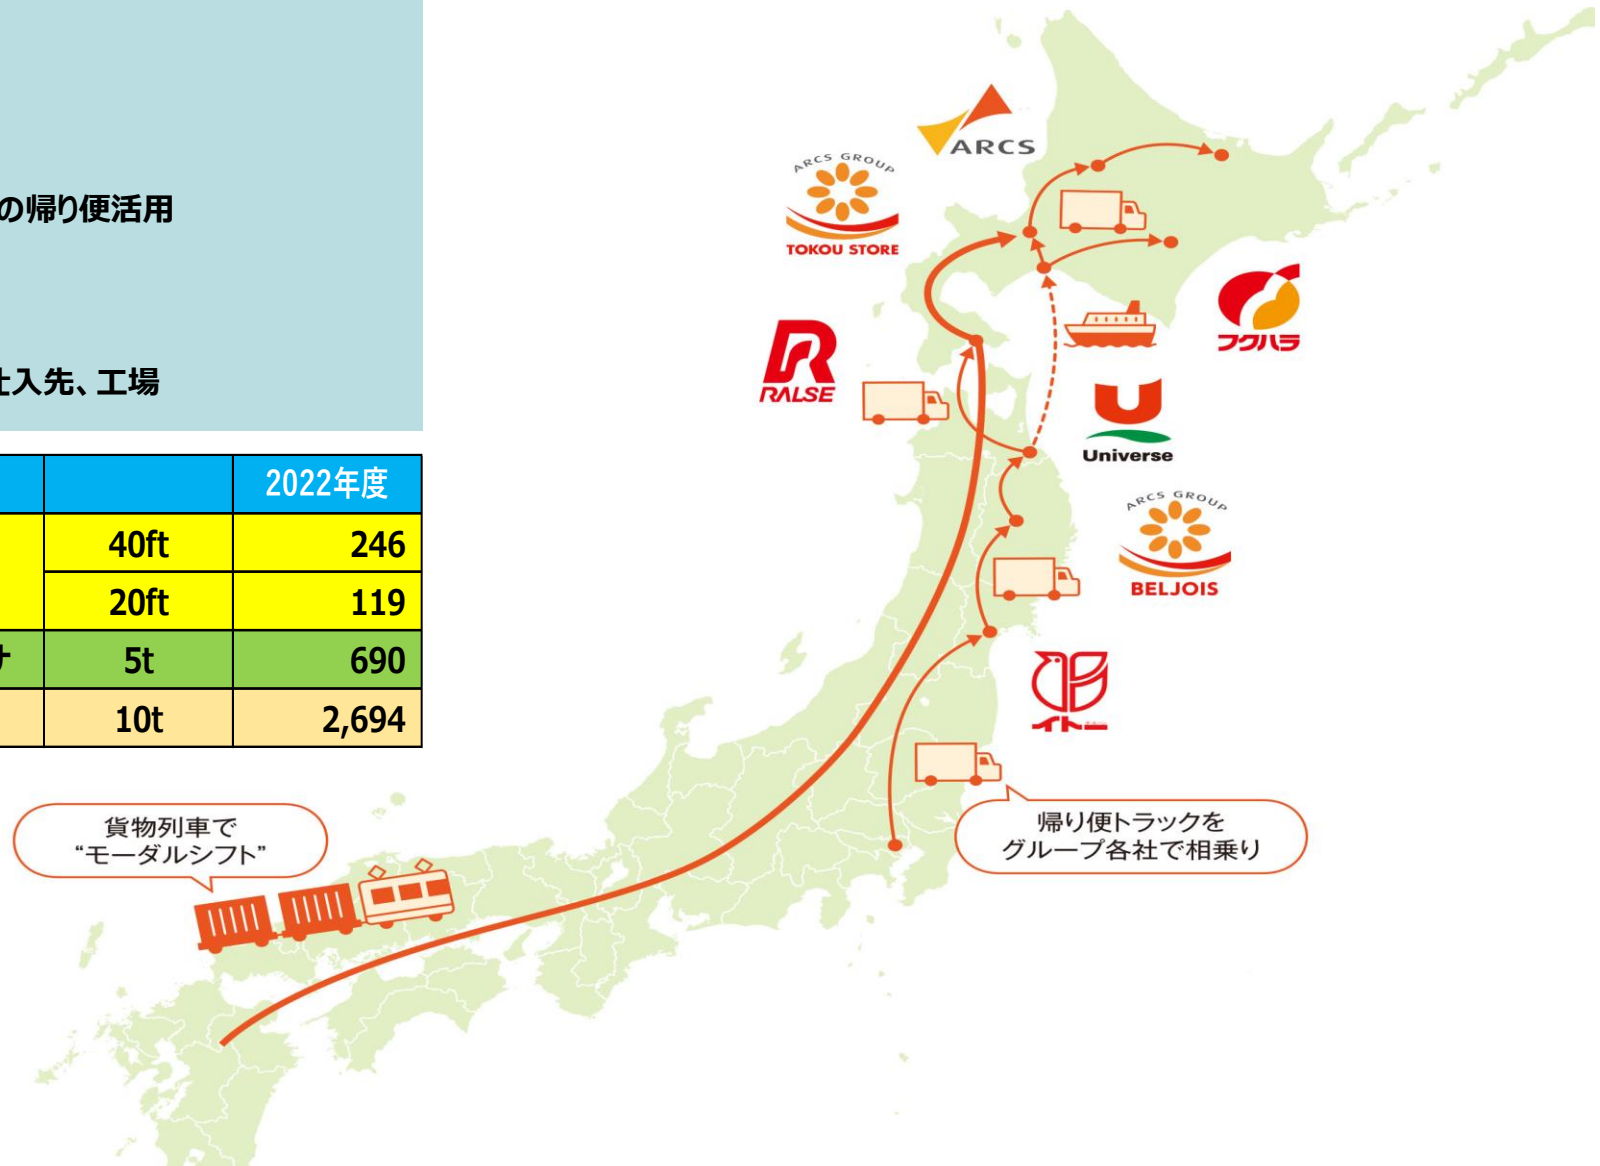 の帰り便活用
仕入先、工場
2022年度
40ft 246
20ft 119
ナ 5t 690
10t 2,694
ARCS
ARCS GROUP
TOKOU STORE
RALSE
フクハラ
Universe
ARCS GROUP
BELJOIS
イトー
貨物列車で
“モーダルシフト”
帰り便トラックを
グループ各社で相乗り